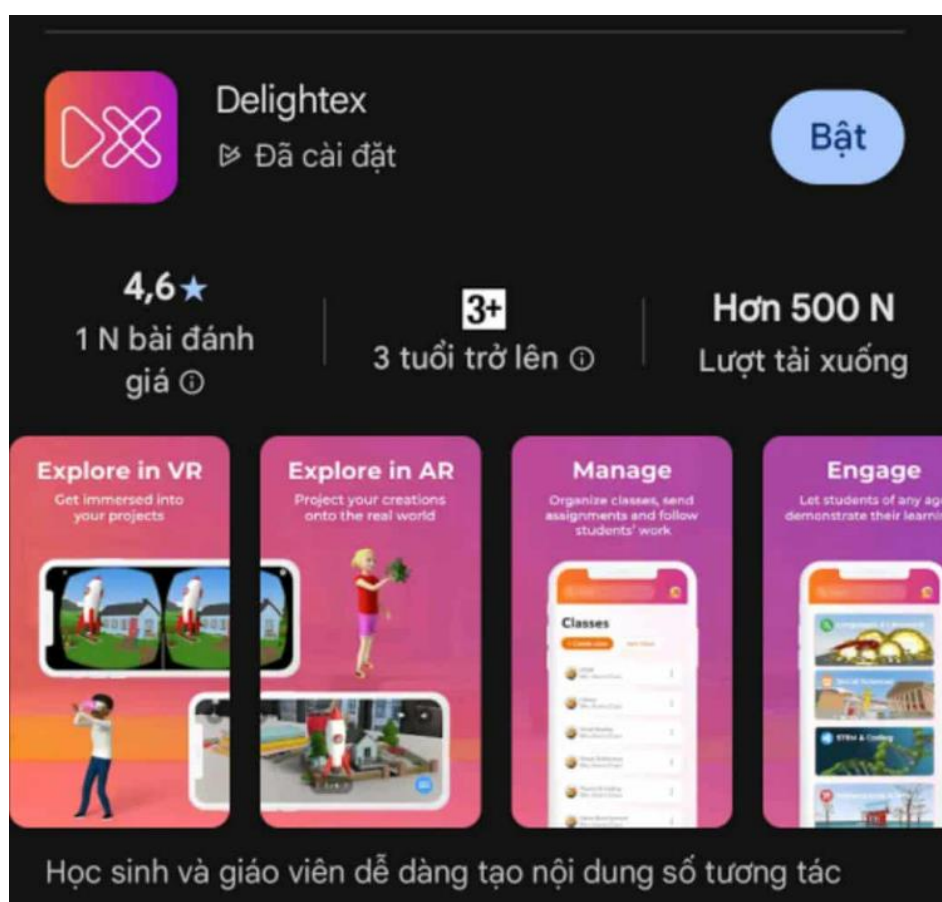 Delightex
Đã cài đặt
Bật
4,6★
1 N bài đánh
giá
3+
3 tuổi trở lên
Hơn 500 N
Lượt tải xuống
Explore in VR
Get immersed into
your projects
Explore in AR
Project your creations
onto the real world
Manage
Organize classes, send
assignments and follow
students' work
Classes
Engage
Let students of any ag
demonstrate their learnin
STEM & Coding
Học sinh và giáo viên dễ dàng tạo nội dung số tương tác